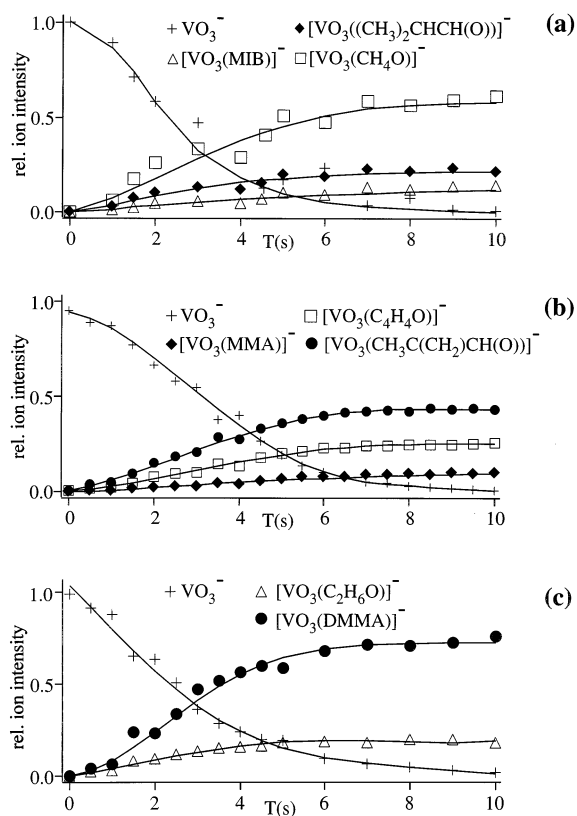 + VO₃⁻ ◆ [VO₃((CH₃)₂CHCH(O))]⁻ (a)
△ [VO₃(MIB)]⁻ □ [VO₃(CH₄O)]⁻
rel. ion intensity
1.0
0.5
0.0
0 2 4 6 8 10
T(s)
+ VO₃⁻ □ [VO₃(C₄H₄O)]⁻ (b)
◆ [VO₃(MMA)]⁻ ● [VO₃(CH₃C(CH₂)CH(O))]⁻
rel. ion intensity
1.0
0.5
0.0
0 2 4 6 8 10
T(s)
+ VO₃⁻ △ [VO₃(C₂H₆O)]⁻ (c)
● [VO₃(DMMA)]⁻
rel. ion intensity
1.0
0.5
0.0
0 2 4 6 8 10
T(s)